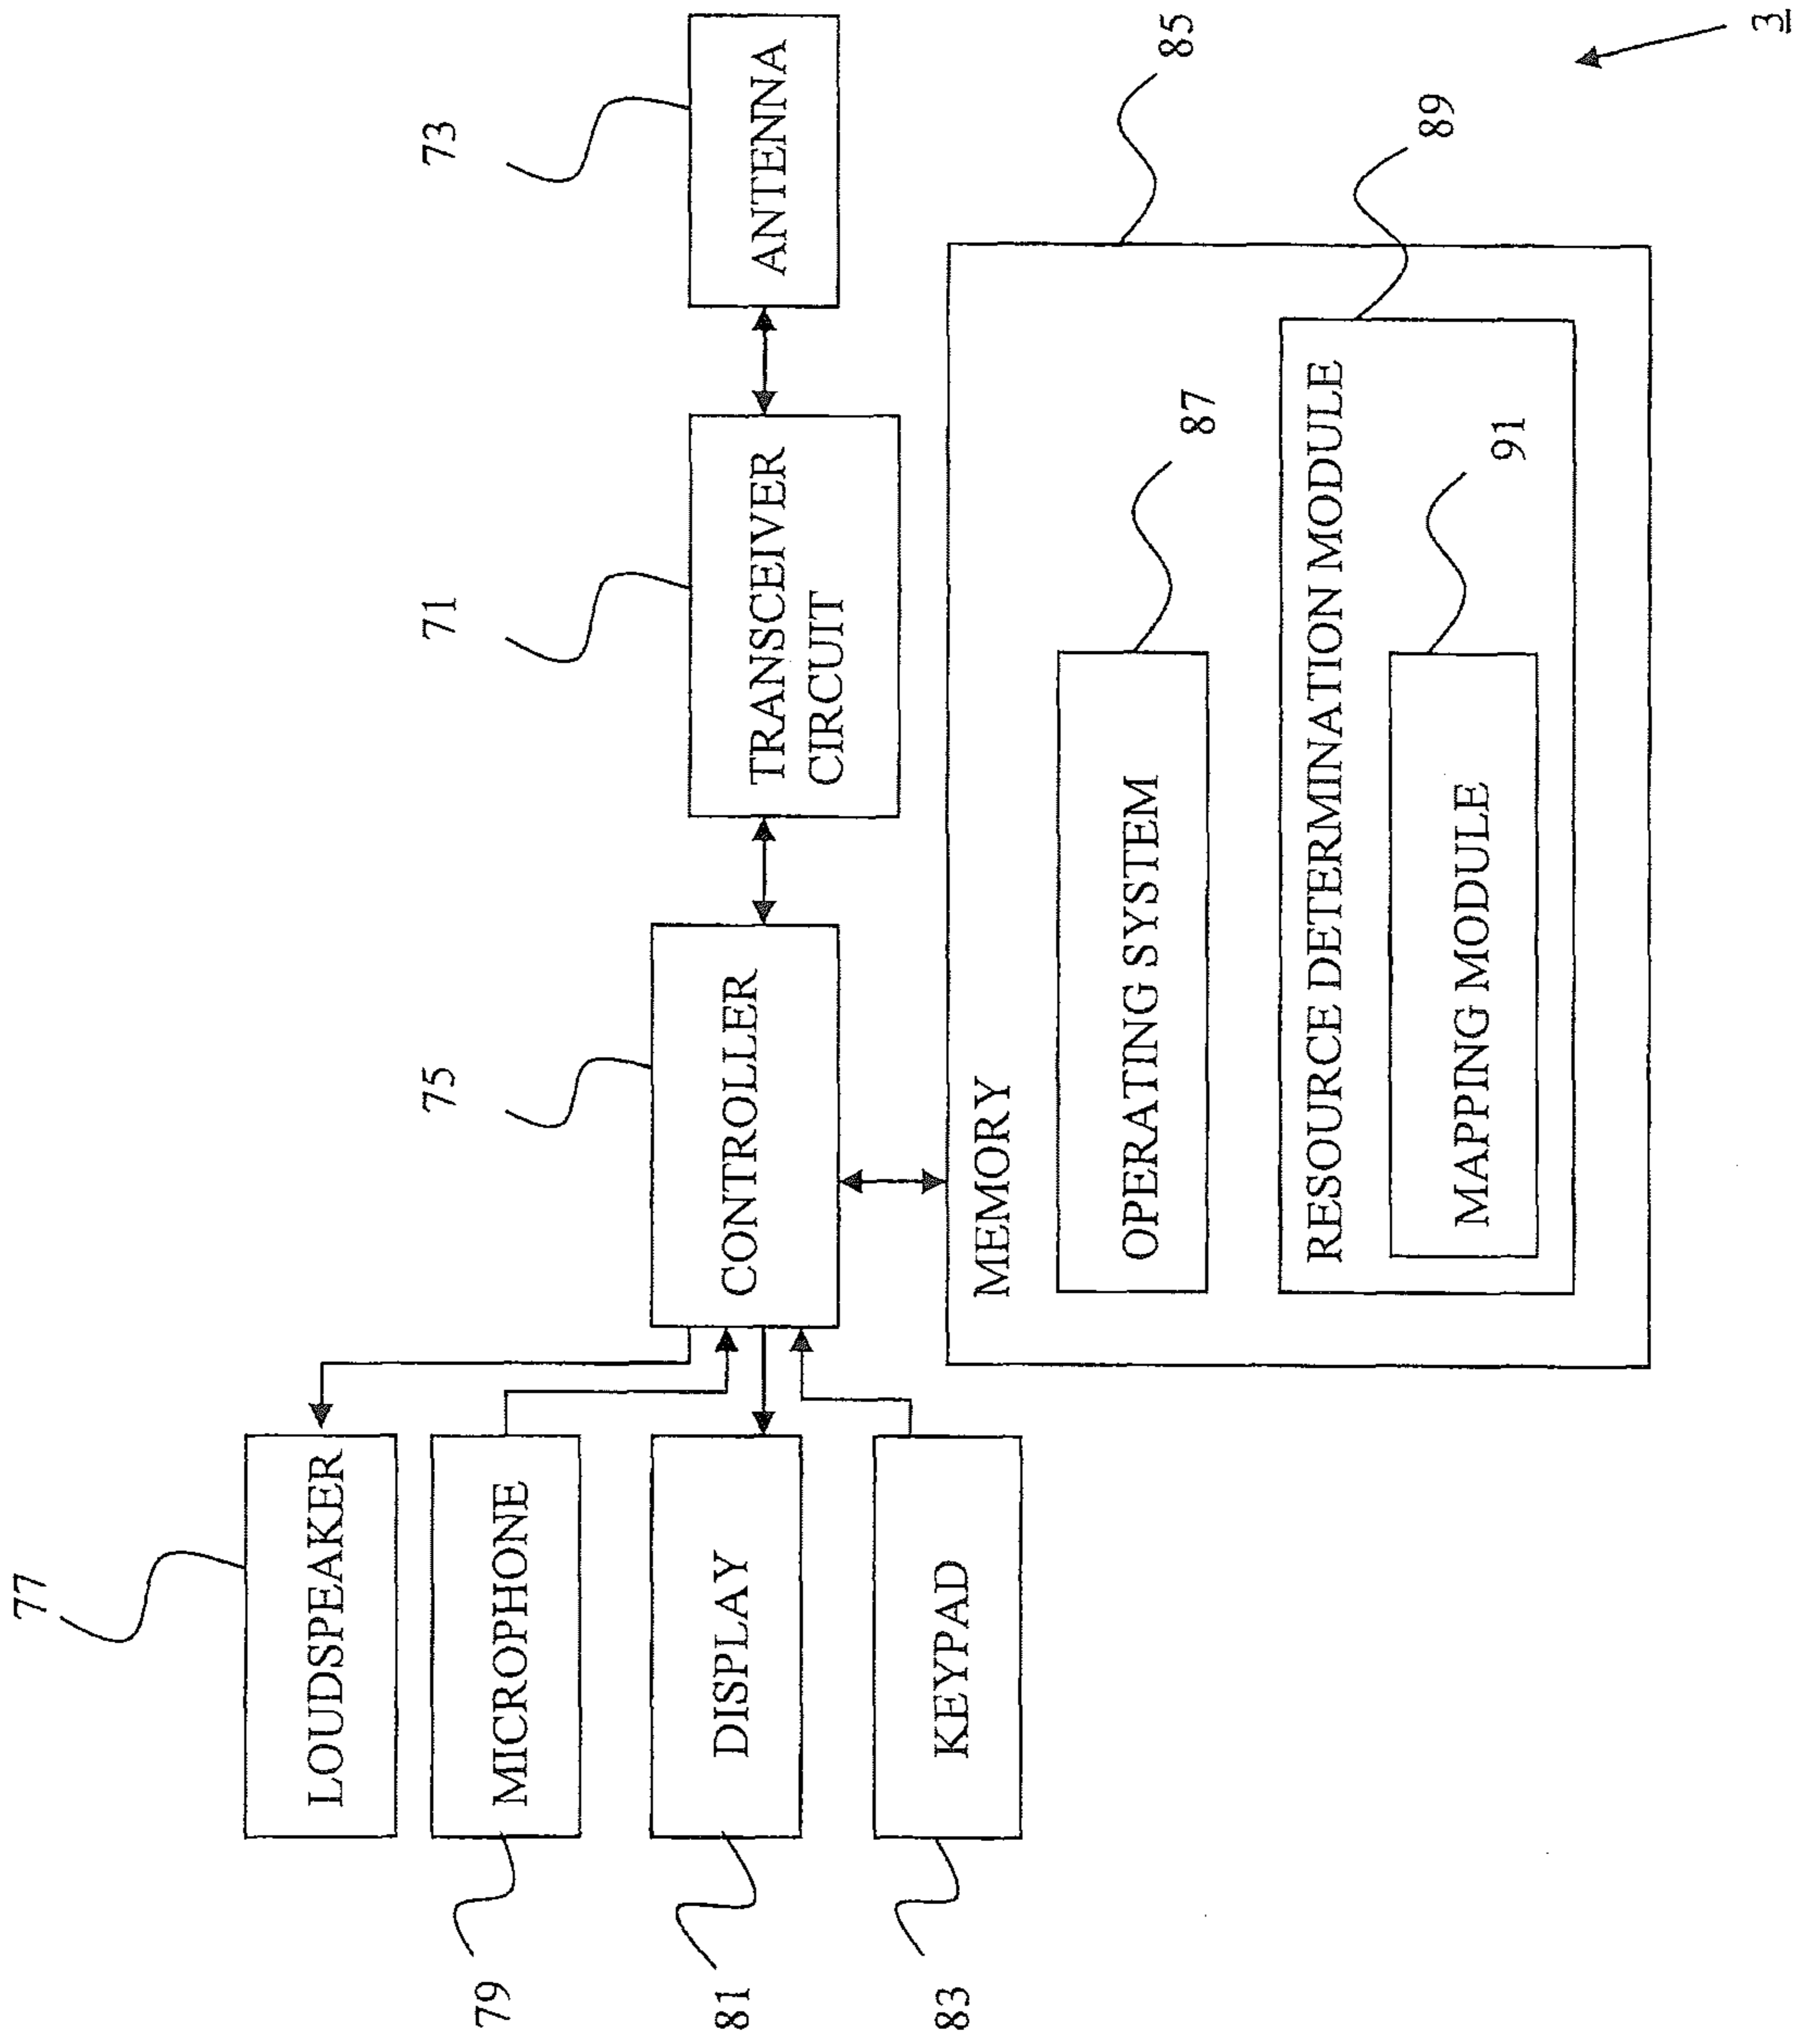 77
LOUDSPEAKER
79
MICROPHONE
81
DISPLAY
83
KEYPAD
75
CONTROLLER
71
TRANSCEIVER
CIRCUIT
73
ANTENNA
85
MEMORY
87
OPERATING SYSTEM
89
RESOURCE DETERMINATION MODULE
91
MAPPING MODULE
3